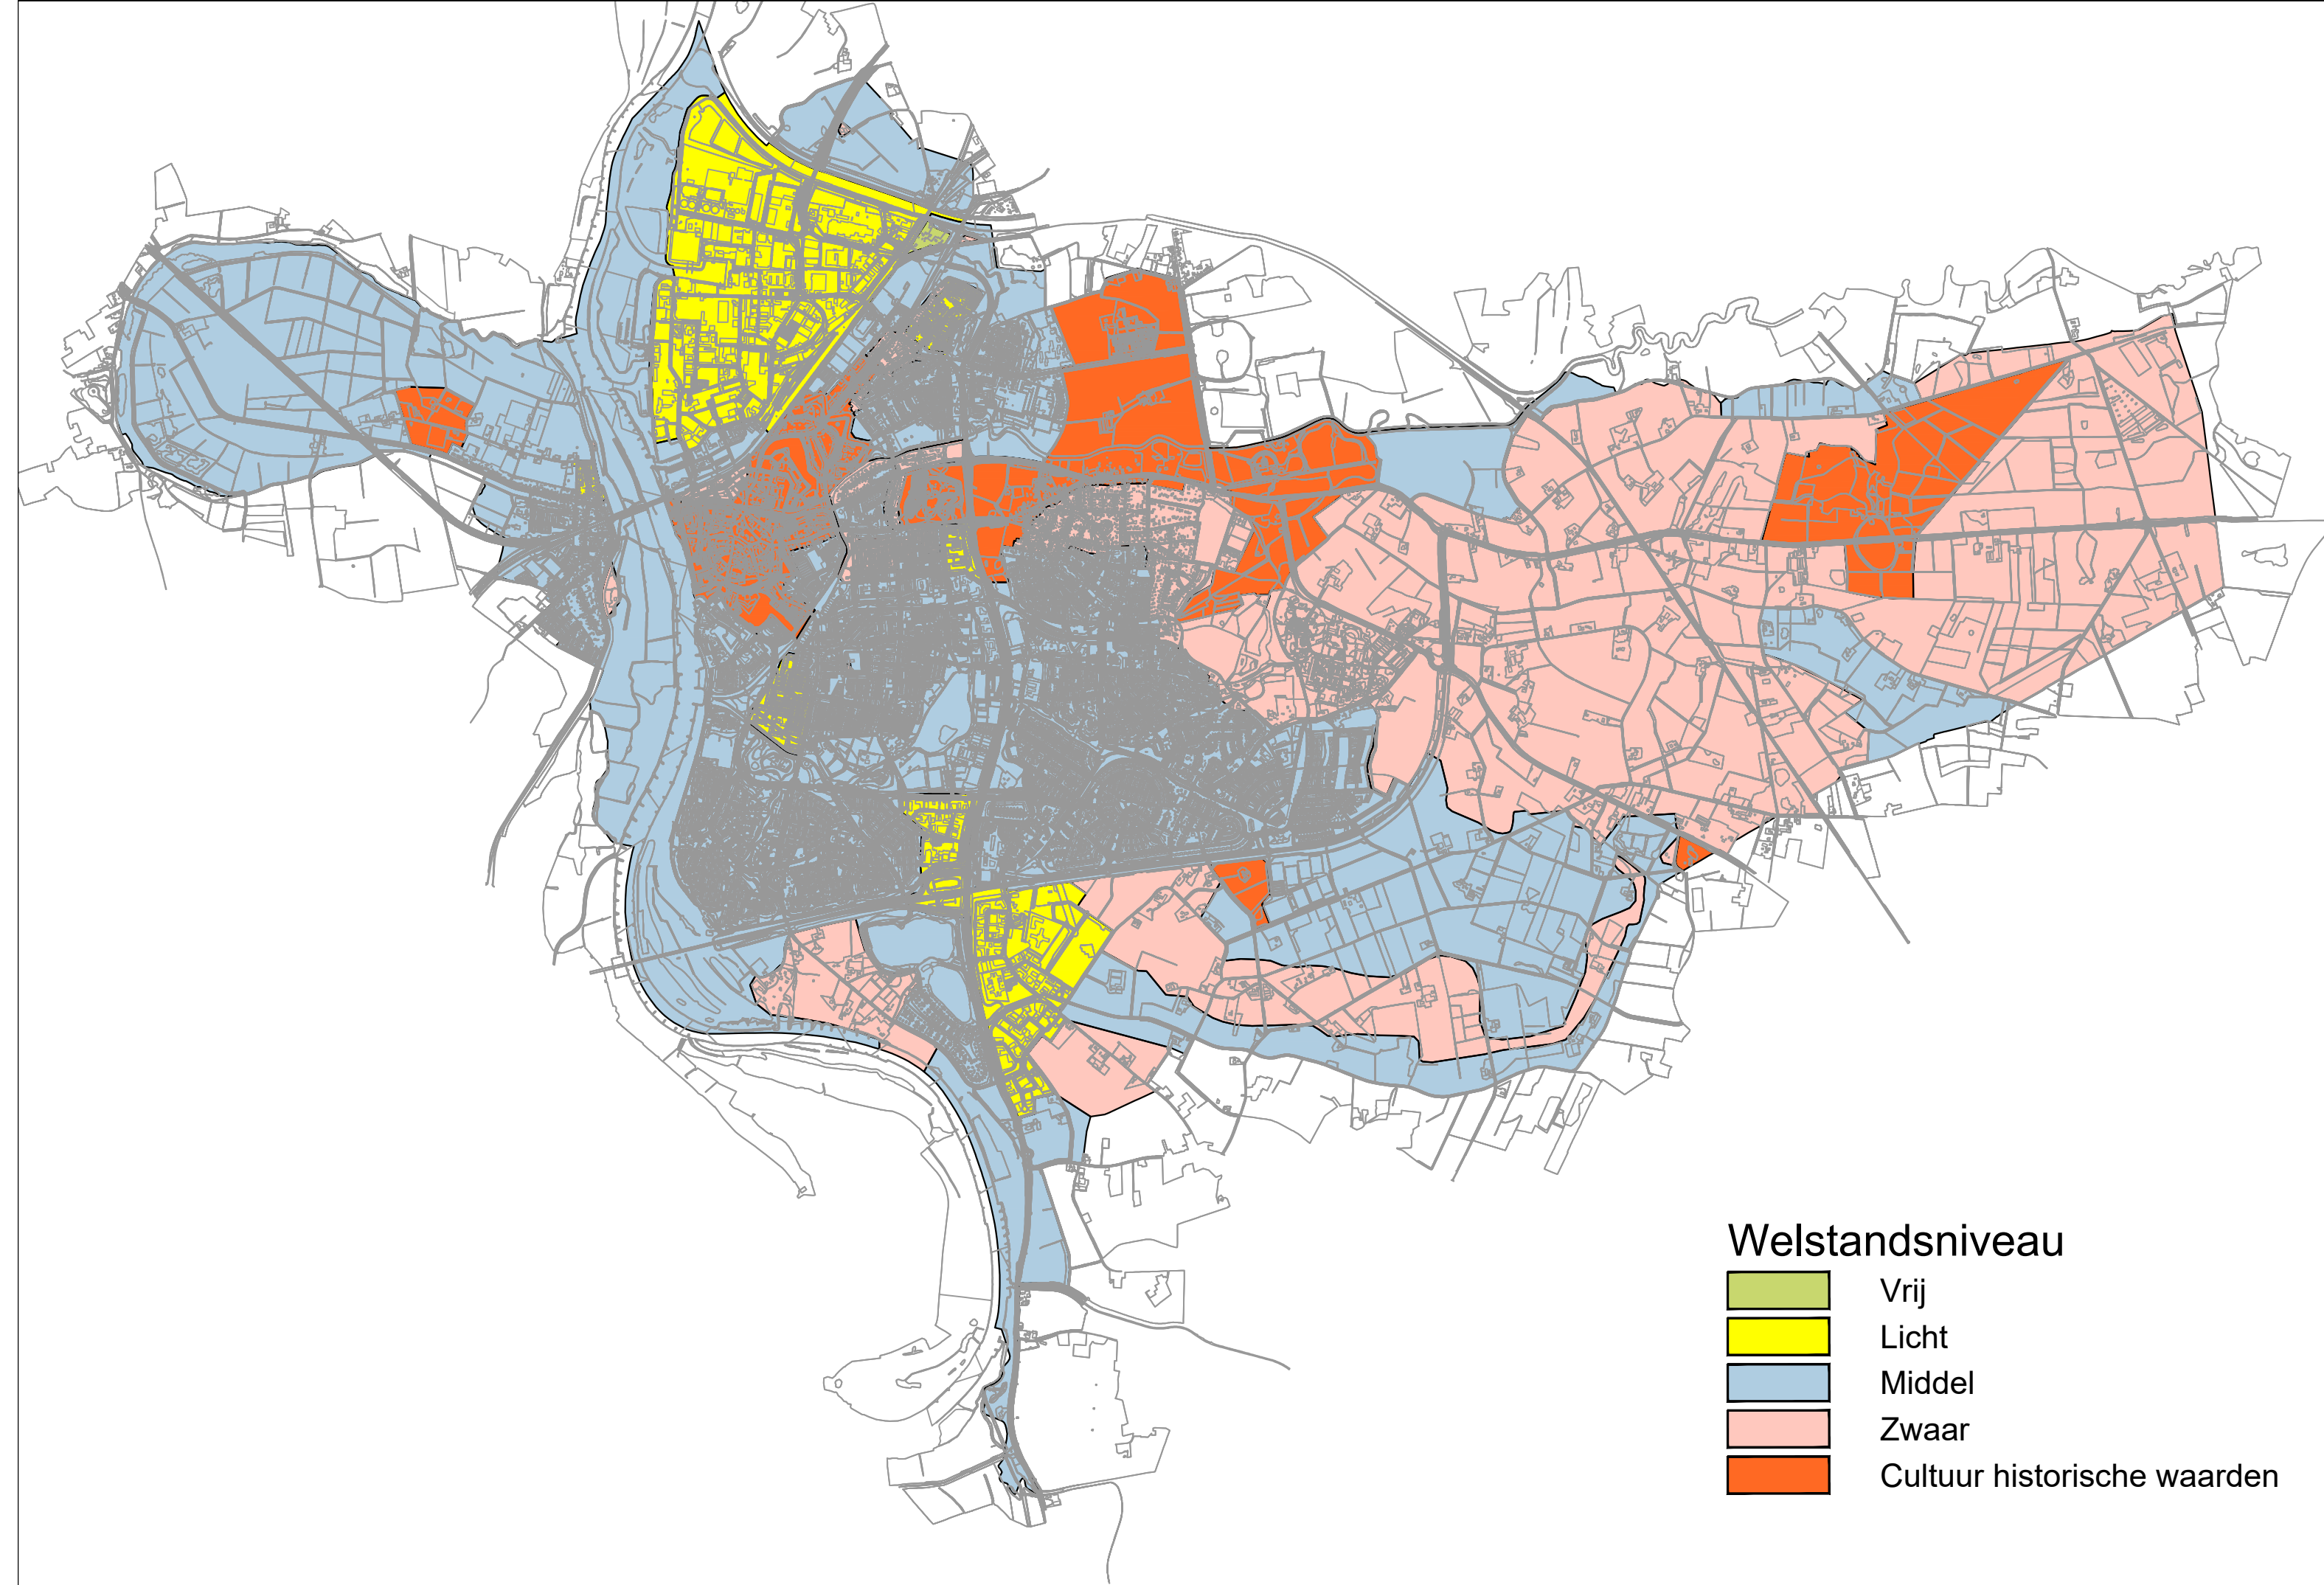 Welstandsniveau
Vrij
Licht
Middel
Zwaar
Cultuur historische waarden